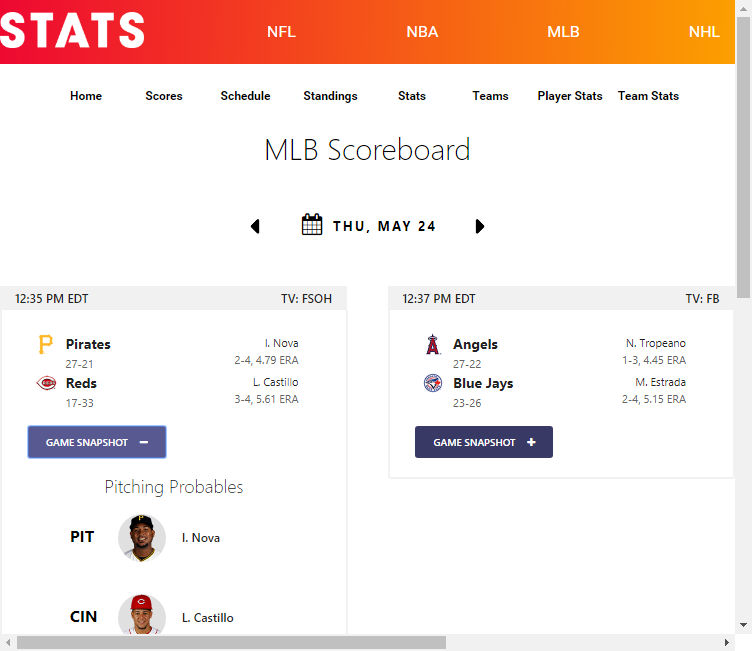 STATS NFL NBA MLB NHL
Home Scores Schedule Standings Stats Teams Player Stats Team Stats
MLB Scoreboard
THU, MAY 24
12:35 PM EDT TV: FSOH
Pirates I. Nova
27-21 2-4, 4.79 ERA
Reds L. Castillo
17-33 3-4, 5.61 ERA
GAME SNAPSHOT −
Pitching Probables
PIT I. Nova
CIN L. Castillo
12:37 PM EDT TV: FB
Angels N. Tropeano
27-22 1-3, 4.45 ERA
Blue Jays M. Estrada
23-26 2-4, 5.15 ERA
GAME SNAPSHOT +